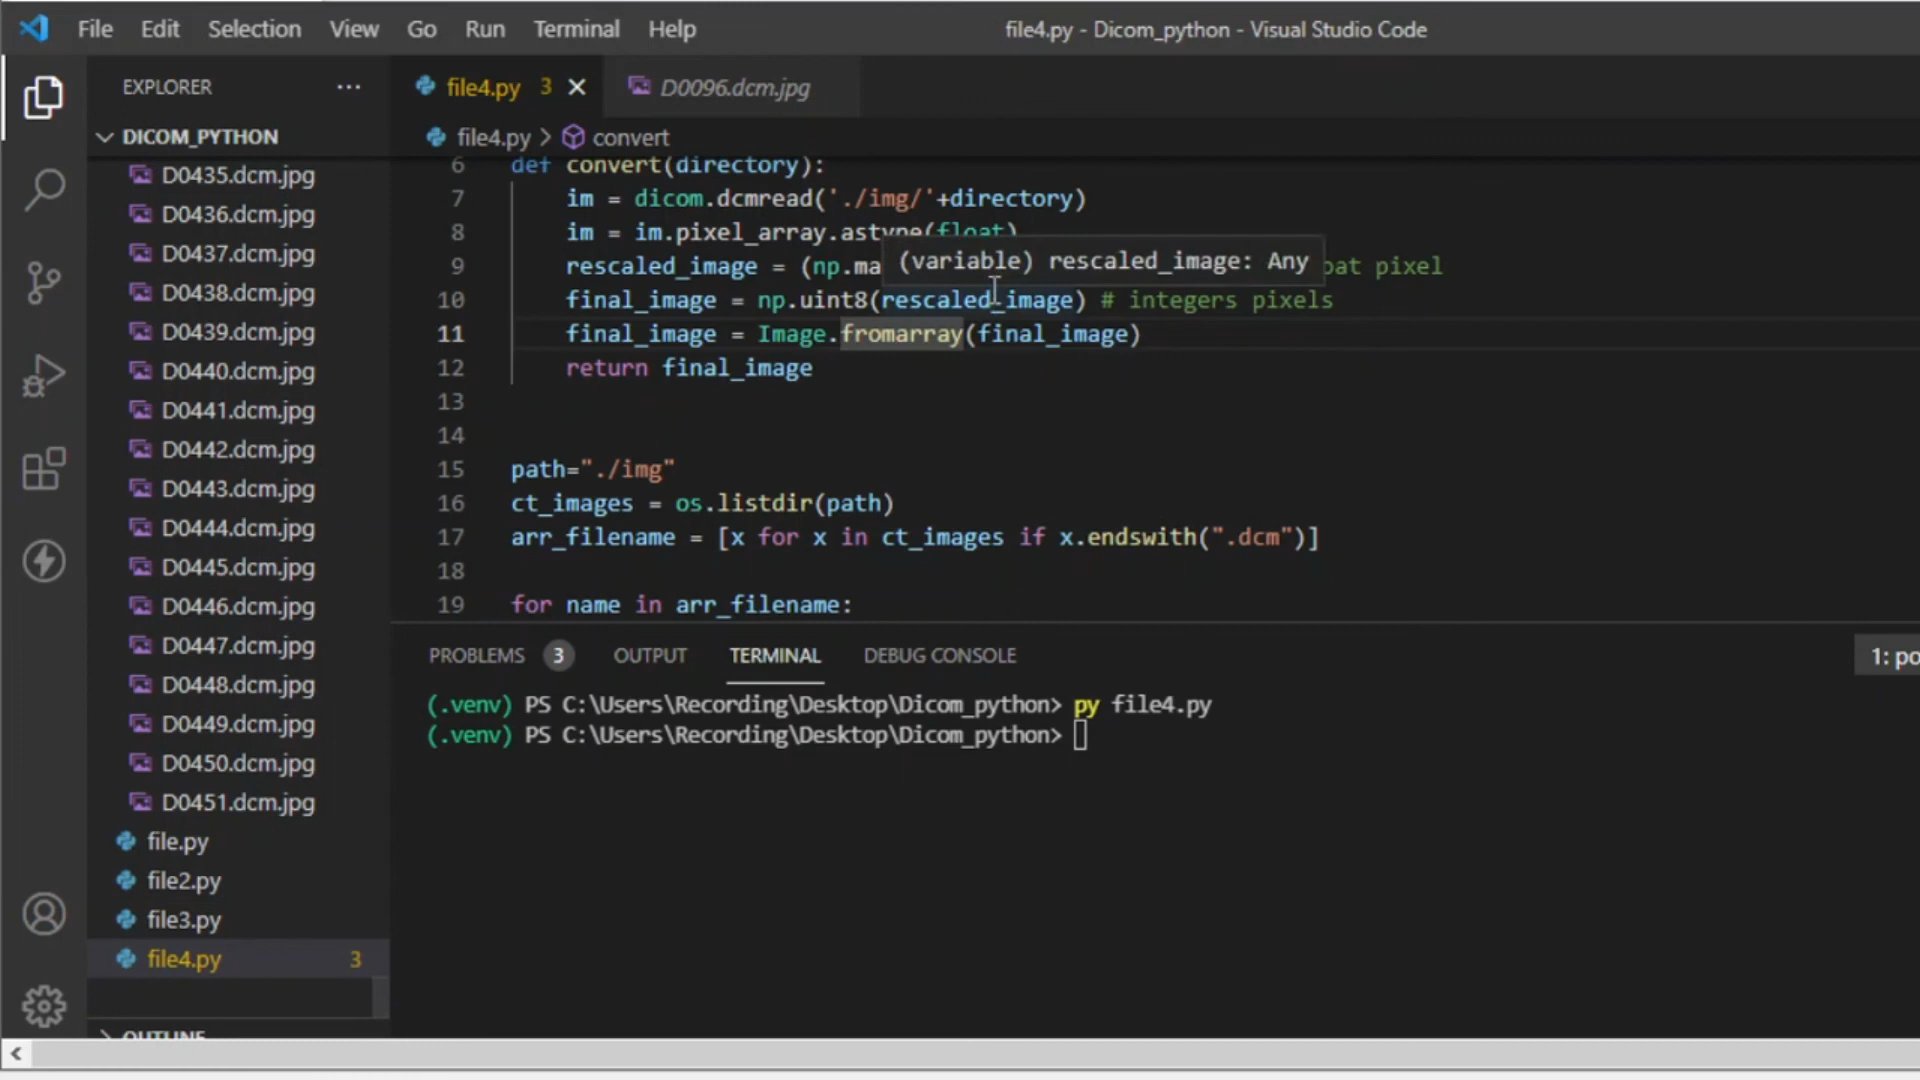 File Edit Selection View Go Run Terminal Help file4.py - Dicom_python - Visual Studio Code
EXPLORER ...
file4.py 3 D0096.dcm.jpg
DICOM_PYTHON
file4.py > convert
D0435.dcm.jpg
D0436.dcm.jpg
D0437.dcm.jpg
D0438.dcm.jpg
D0439.dcm.jpg
D0440.dcm.jpg
D0441.dcm.jpg
D0442.dcm.jpg
D0443.dcm.jpg
D0444.dcm.jpg
D0445.dcm.jpg
D0446.dcm.jpg
D0447.dcm.jpg
D0448.dcm.jpg
D0449.dcm.jpg
D0450.dcm.jpg
D0451.dcm.jpg
file.py
file2.py
file3.py
file4.py 3
OUTLINE
6 def convert(directory):
7 im = dicom.dcmread('./img/'+directory)
8 im = im.pixel_array.astype(float)
(variable) rescaled_image: Any
9 rescaled_image = (np.ma pixel
10 final_image = np.uint8(rescaled_image) # integers pixels
11 final_image = Image.fromarray(final_image)
12 return final_image
13
14
15 path="./img"
16 ct_images = os.listdir(path)
17 arr_filename = [x for x in ct_images if x.endswith(".dcm")]
18
19 for name in arr_filename:
PROBLEMS 3 OUTPUT TERMINAL DEBUG CONSOLE 1: po
(.venv) PS C:\Users\Recording\Desktop\Dicom_python> py file4.py
(.venv) PS C:\Users\Recording\Desktop\Dicom_python>